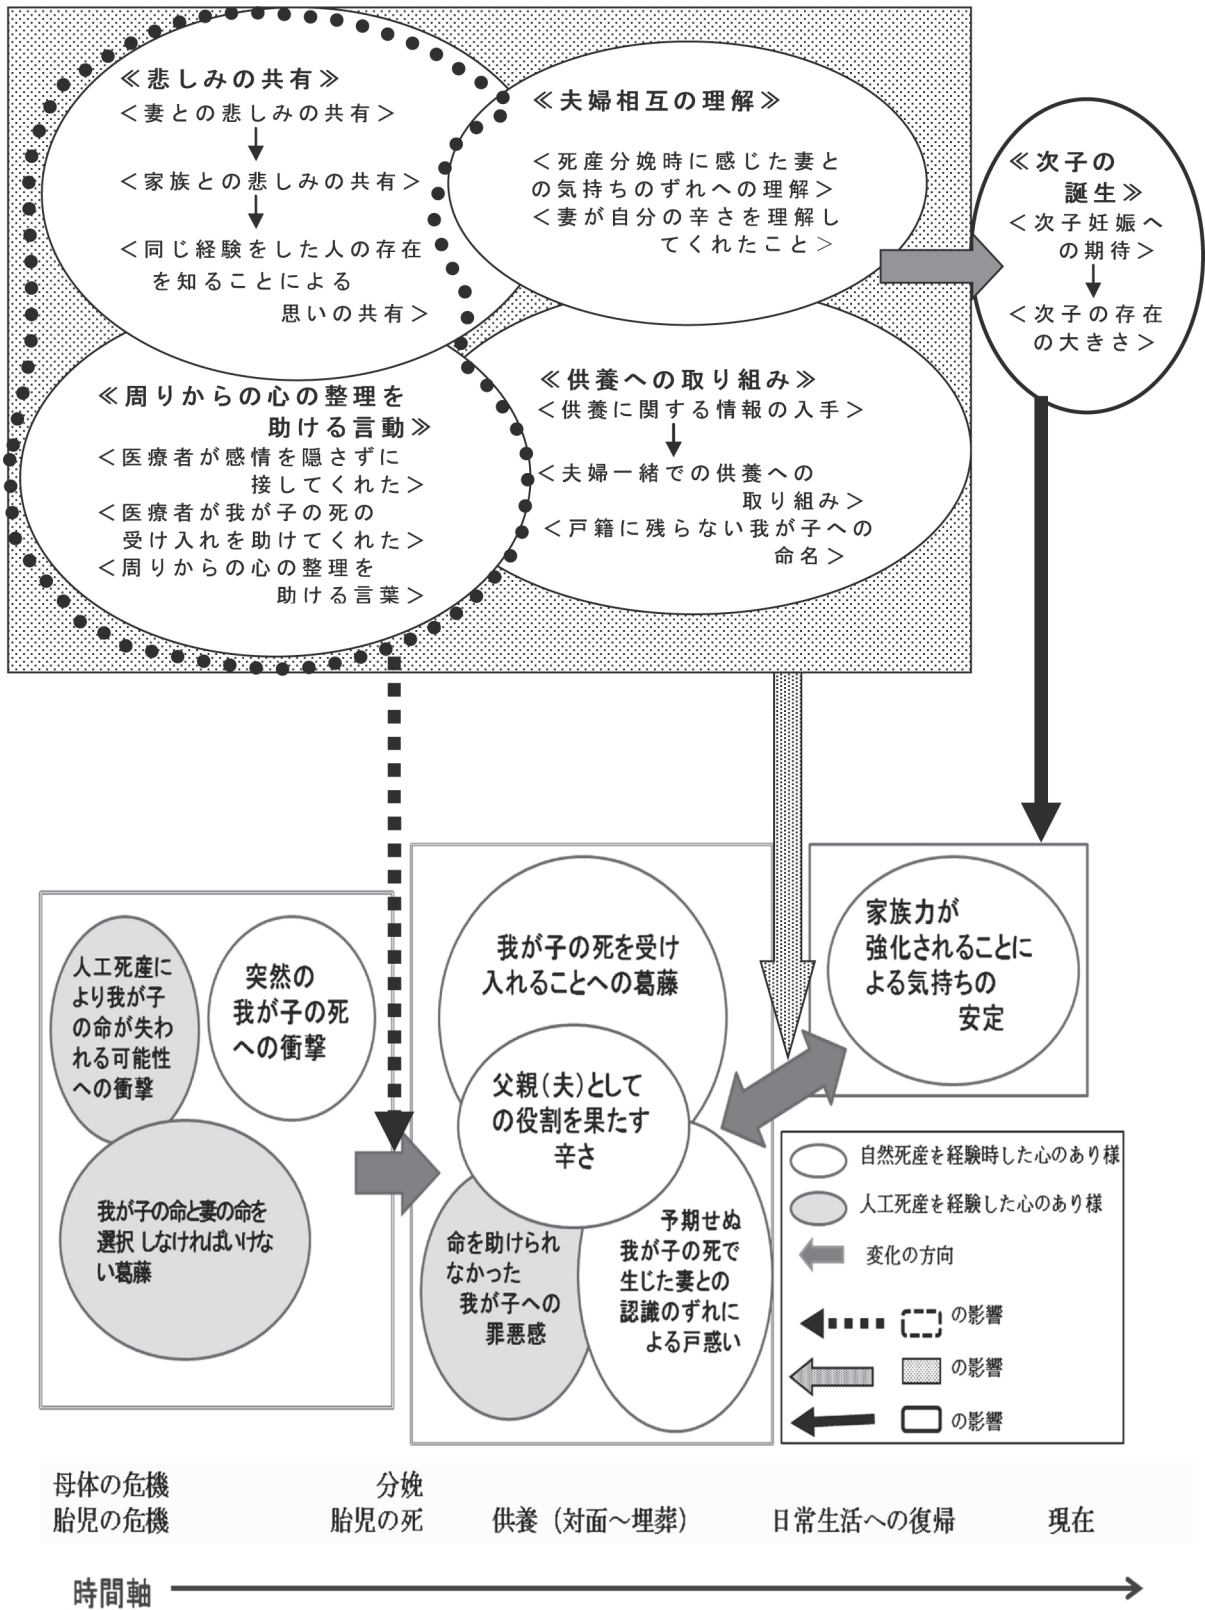 ≪悲しみの共有≫
＜妻との悲しみの共有＞
＜家族との悲しみの共有＞
＜同じ経験をした人の存在
を知ることによる
思いの共有＞
≪夫婦相互の理解≫
＜死産分娩時に感じた妻と
の気持ちのずれへの理解＞
＜妻が自分の辛さを理解し
てくれたこと＞
≪次子の
誕生≫
＜次子妊娠へ
の期待＞
＜次子の存在
の大きさ＞
≪周りからの心の整理を
助ける言動≫
＜医療者が感情を隠さずに
接してくれた＞
＜医療者が我が子の死の
受け入れを助けてくれた＞
＜周りからの心の整理を
助ける言葉＞
≪供養への取り組み≫
＜供養に関する情報の入手＞
＜夫婦一緒での供養への
取り組み＞
＜戸籍に残らない我が子への
命名＞
人工死産に
より我が子
の命が失わ
れる可能性
への衝撃
突然の
我が子の死
への衝撃
我が子の命と妻の命を
選択しなければいけな
い葛藤
我が子の死を受け
入れることへの葛藤
父親（夫）として
の役割を果たす
辛さ
命を助けられ
なかった
我が子への
罪悪感
予期せぬ
我が子の死で
生じた妻との
認識のずれに
よる戸惑い
家族力が
強化されることに
よる気持ちの
安定
自然死産を経験時した心のあり様
人工死産を経験した心のあり様
変化の方向
の影響
の影響
の影響
母体の危機
胎児の危機
分娩
胎児の死
供養（対面～埋葬）
日常生活への復帰
現在
時間軸